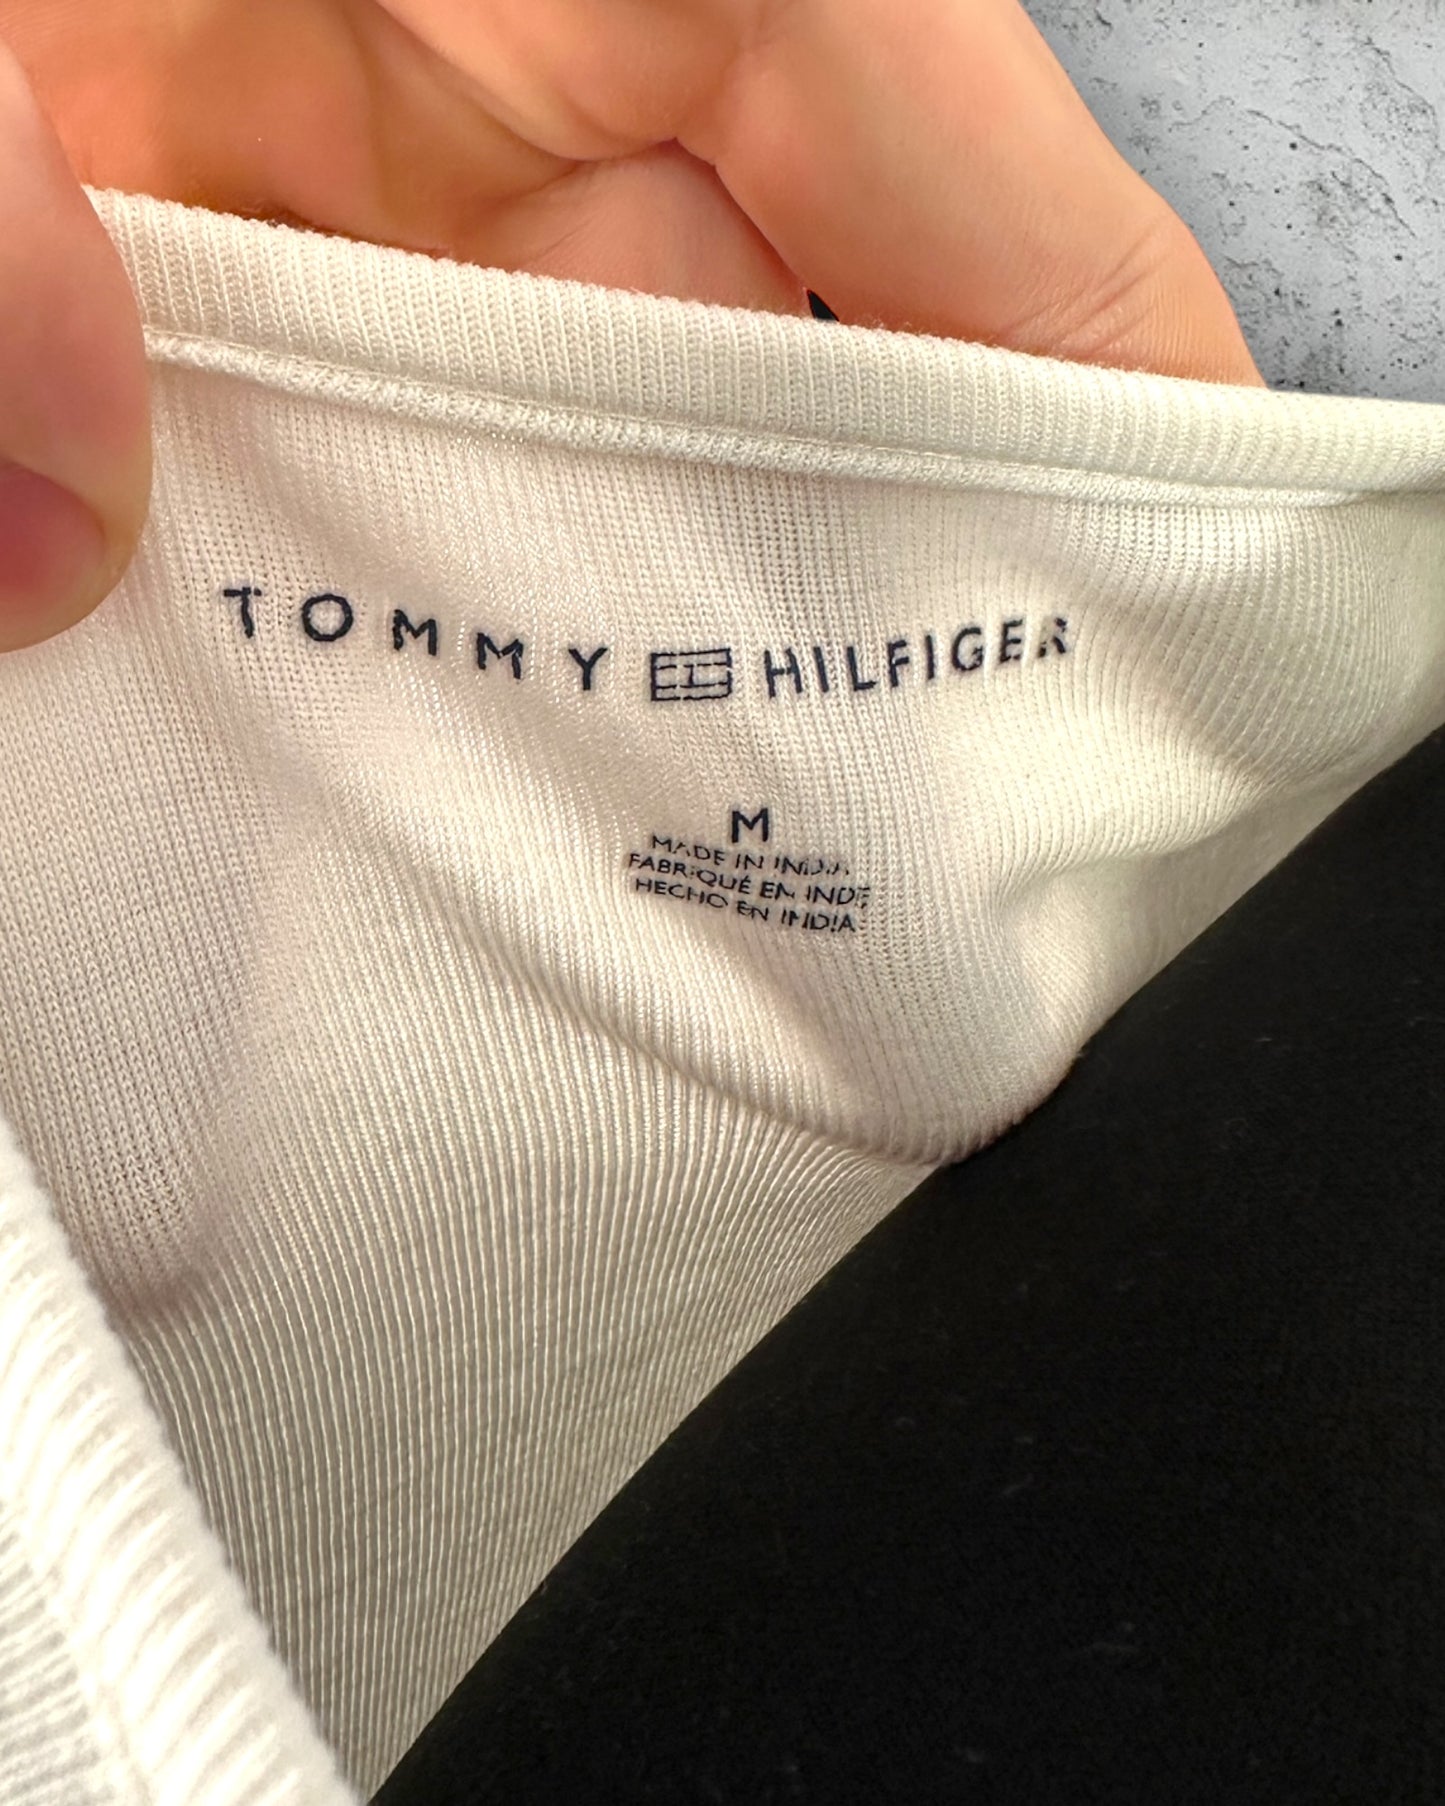 TOMMY HILFIGER
M
MADE IN INDIA
FABRIQUÉ EN INDE
HECHO EN INDIA